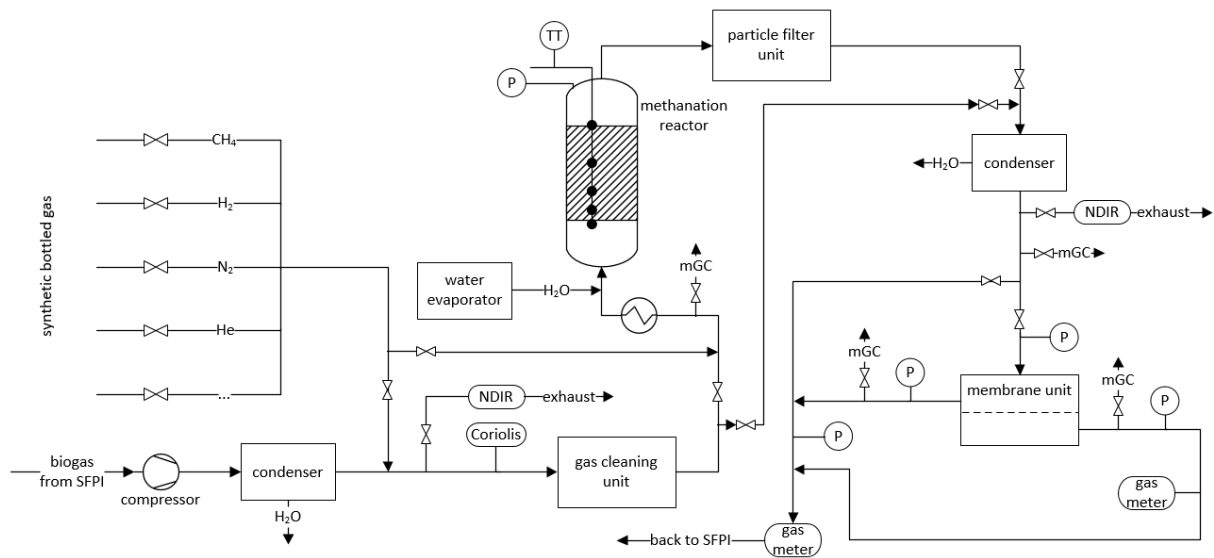 TT
P
particle filter
unit
methanation
reactor
CH₄
H₂
N₂
He
...
synthetic bottled gas
water
evaporator
H₂O
mGC
H₂O
condenser
NDIR
exhaust
mGC
P
mGC
P
membrane unit
mGC
P
NDIR
exhaust
Coriolis
P
biogas
from SFPI
compressor
condenser
H₂O
gas cleaning
unit
gas
meter
back to SFPI
gas
meter